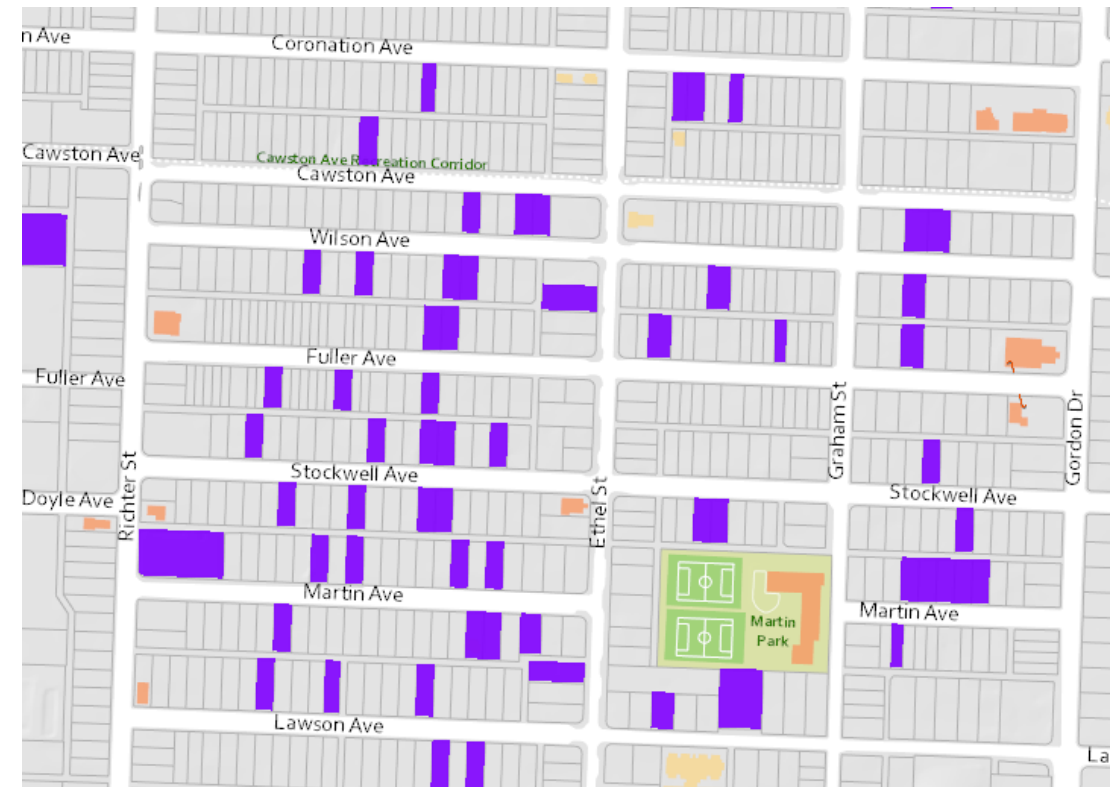 n Ave
Coronation Ave
Cawston Ave
Cawston Ave Recreation Corridor
Cawston Ave
Wilson Ave
Fuller Ave
Fuller Ave
Graham St
Gordon Dr
Richter St
Stockwell Ave
Ethel St
Stockwell Ave
Doyle Ave
Martin Ave
Martin Ave
Martin
Park
Lawson Ave
La